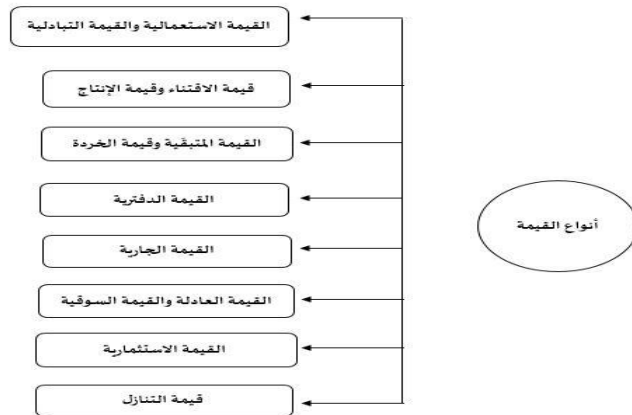 القيمة الاستعمالية والقيمة التبادلية
قيمة الاقتناء وقيمة الإنتاج
القيمة المتبقية وقيمة الخردة
القيمة الدفترية
أنواع القيمة
القيمة الجارية
القيمة العادلة والقيمة السوقية
القيمة الاستثمارية
قيمة التنازل